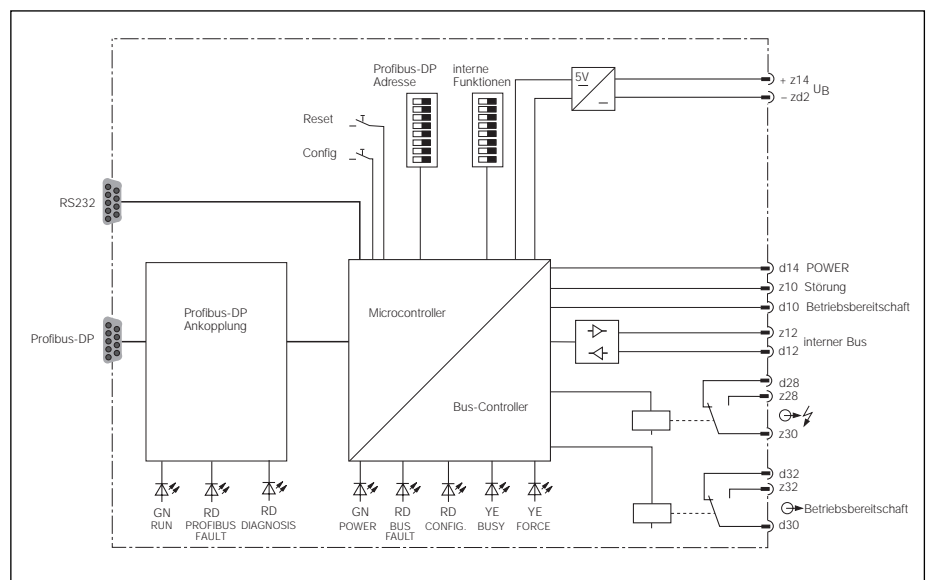 Profibus-DP
Adresse
interne
Funktionen
5V
+ z14
– zd2
UB
Reset
Config
RS232
Profibus-DP
Profibus-DP
Ankopplung
Microcontroller
Bus-Controller
d14 POWER
z10 Störung
d10 Betriebsbereitschaft
z12
d12
interner Bus
d28
z28
z30
d32
z32
d30
Betriebsbereitschaft
GN
RUN
RD
PROFIBUS
FAULT
RD
DIAGNOSIS
GN
POWER
RD
BUS
FAULT
RD
CONFIG.
YE
BUSY
YE
FORCE